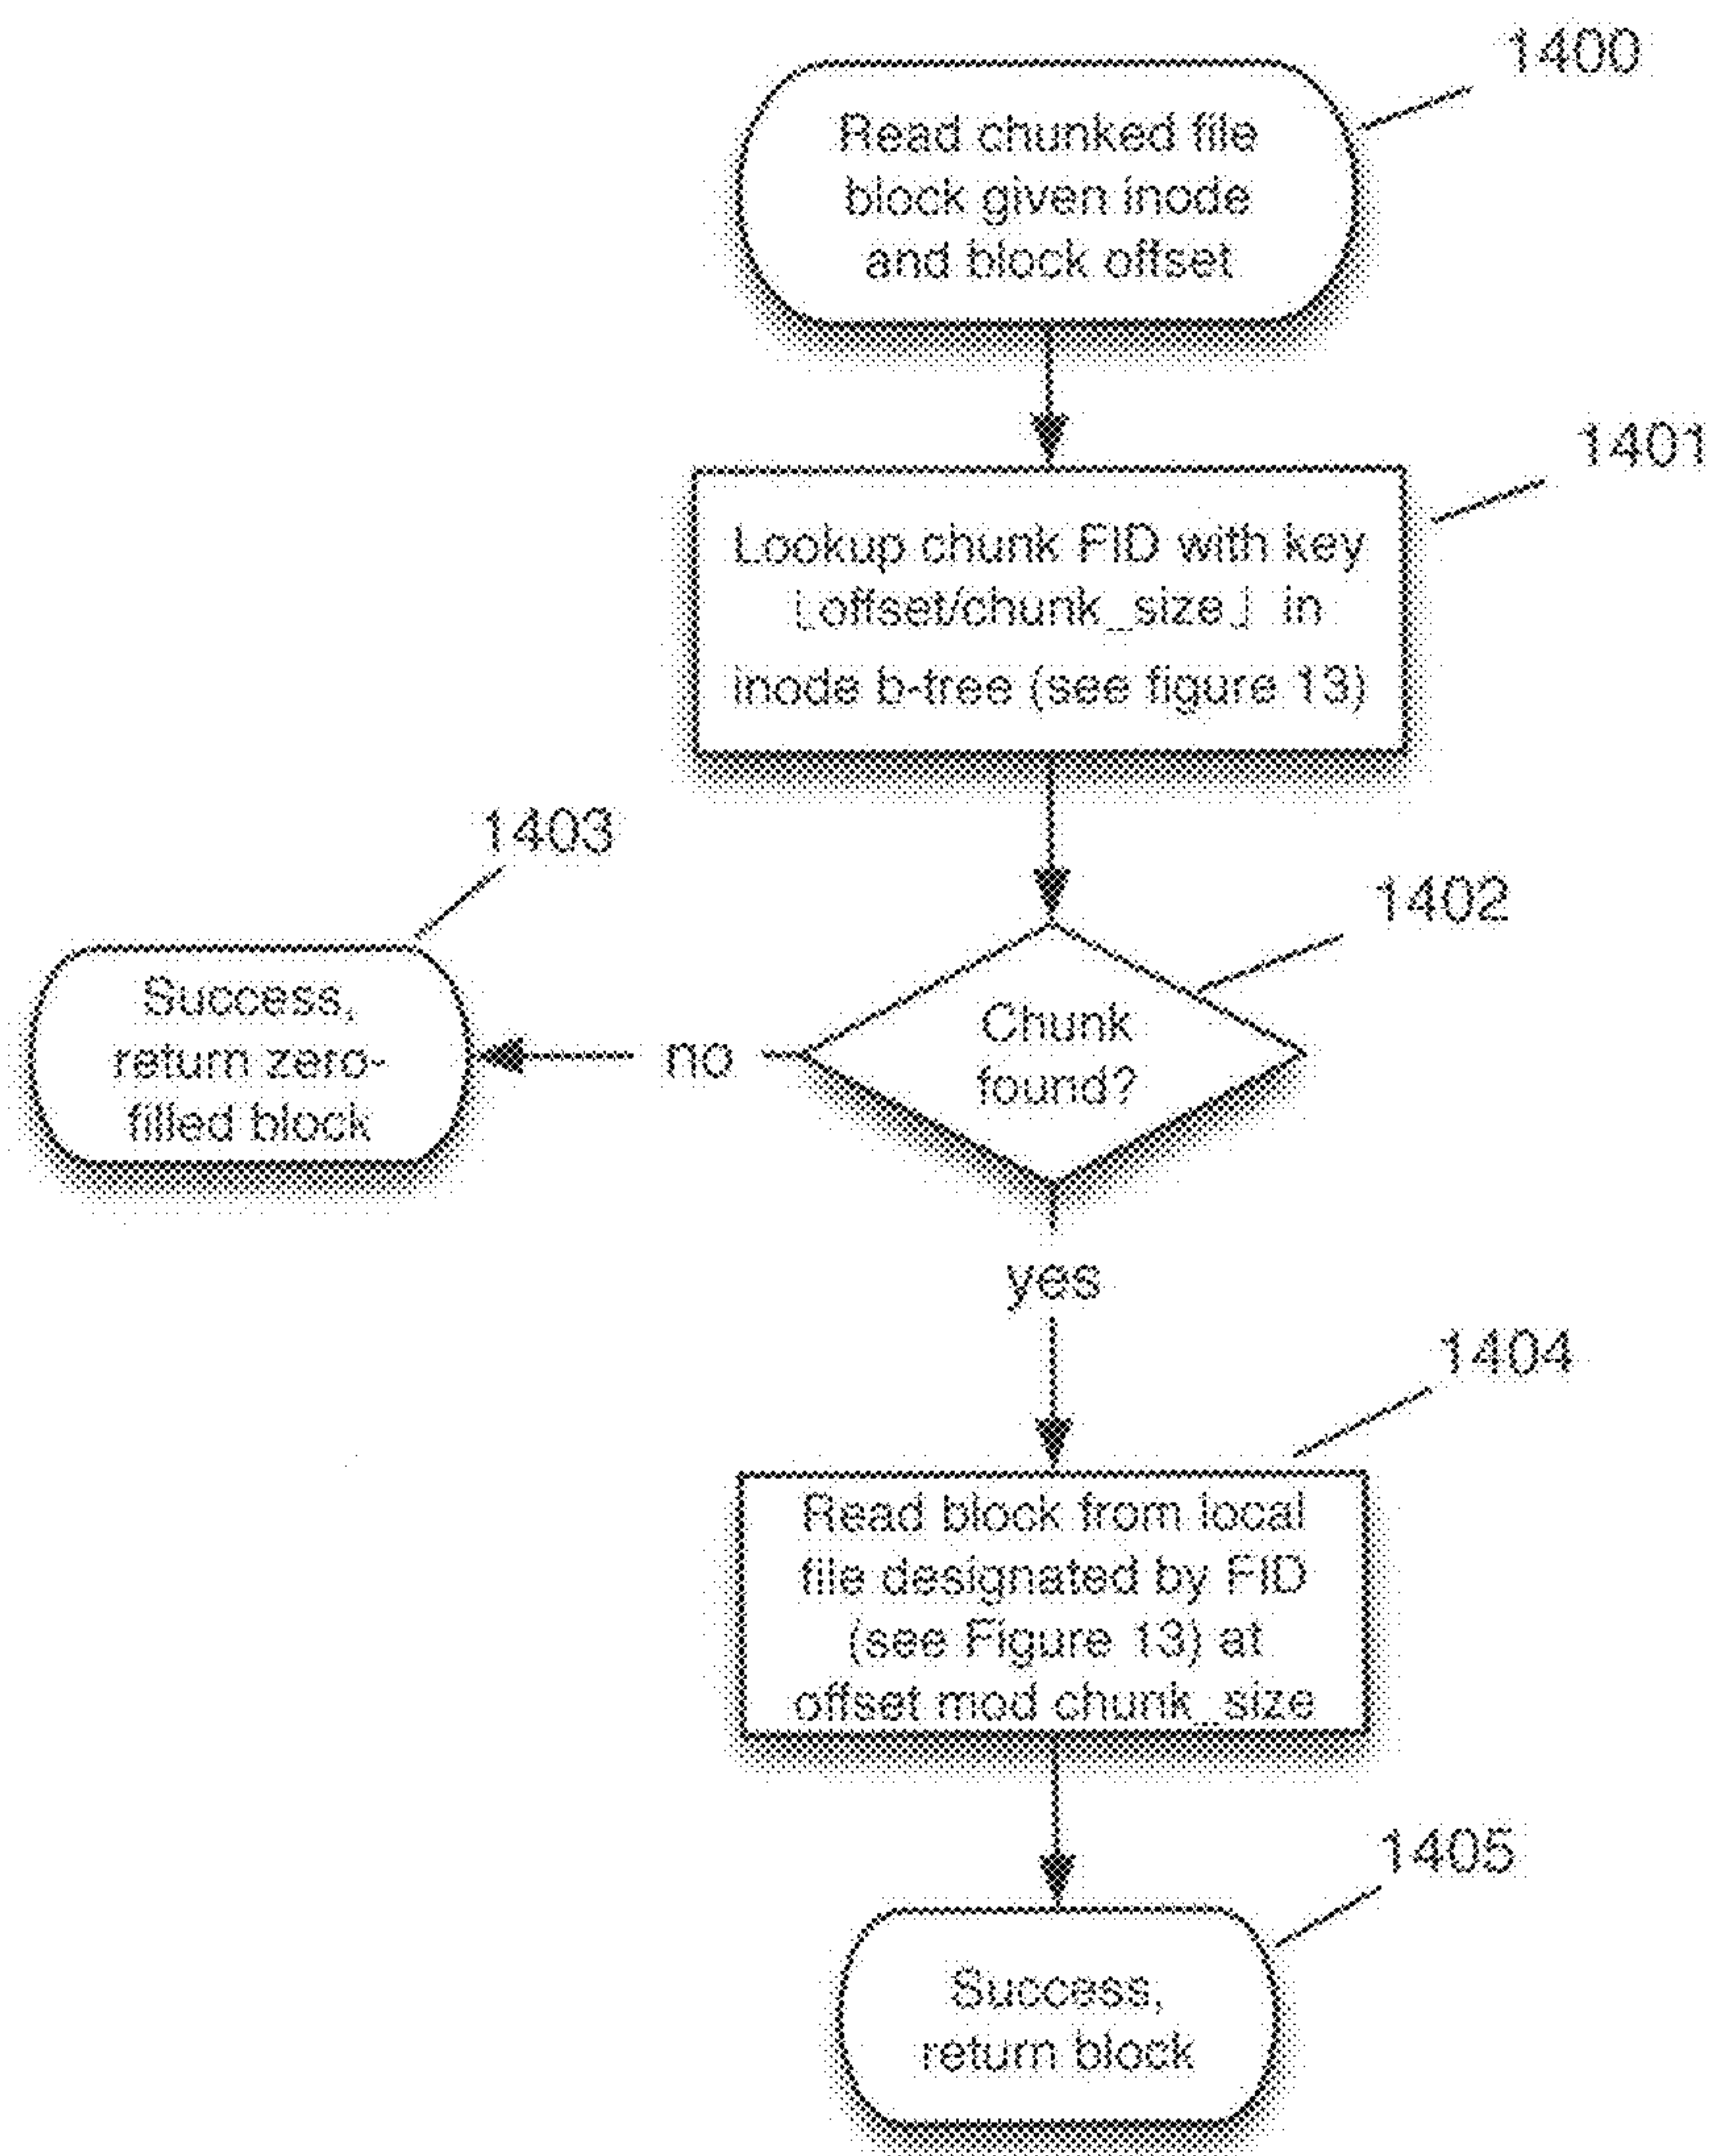 1400
Read chunked file
block given inode
and block offset
1401
Lookup chunk FID with key
⌊offset/chunk_size⌋ in
inode b-tree (see figure 13)
1403
1402
Success,
return zero-
filled block
no
Chunk
found?
yes
1404
Read block from local
file designated by FID
(see Figure 13) at
offset mod chunk_size
1405
Success,
return block